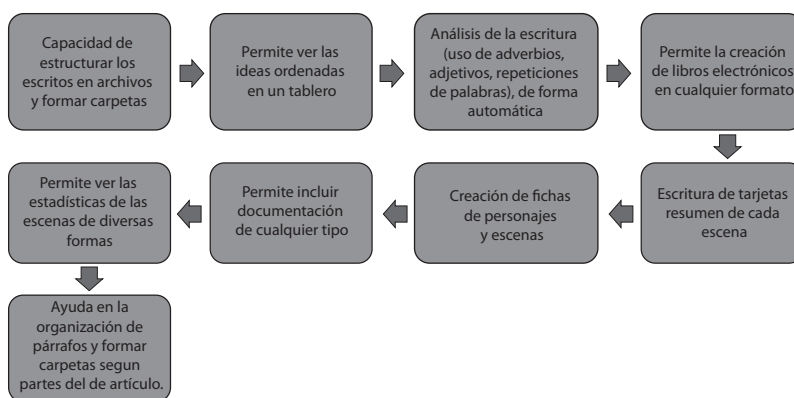 Capacidad de
estructurar los
escritos en archivos
y formar carpetas
Permite ver las
ideas ordenadas
en un tablero
Análisis de la escritura
(uso de adverbios,
adjetivos, repeticiones
de palabras), de forma
automática
Permite la creación
de libros electrónicos
en cualquier formato
Escritura de tarjetas
resumen de cada
escena
Creación de fichas
de personajes
y escenas
Permite incluir
documentación
de cualquier tipo
Permite ver las
estadísticas de las
escenas de diversas
formas
Ayuda en la
organización de
párrafos y formar
carpetas segun
partes del de artículo.